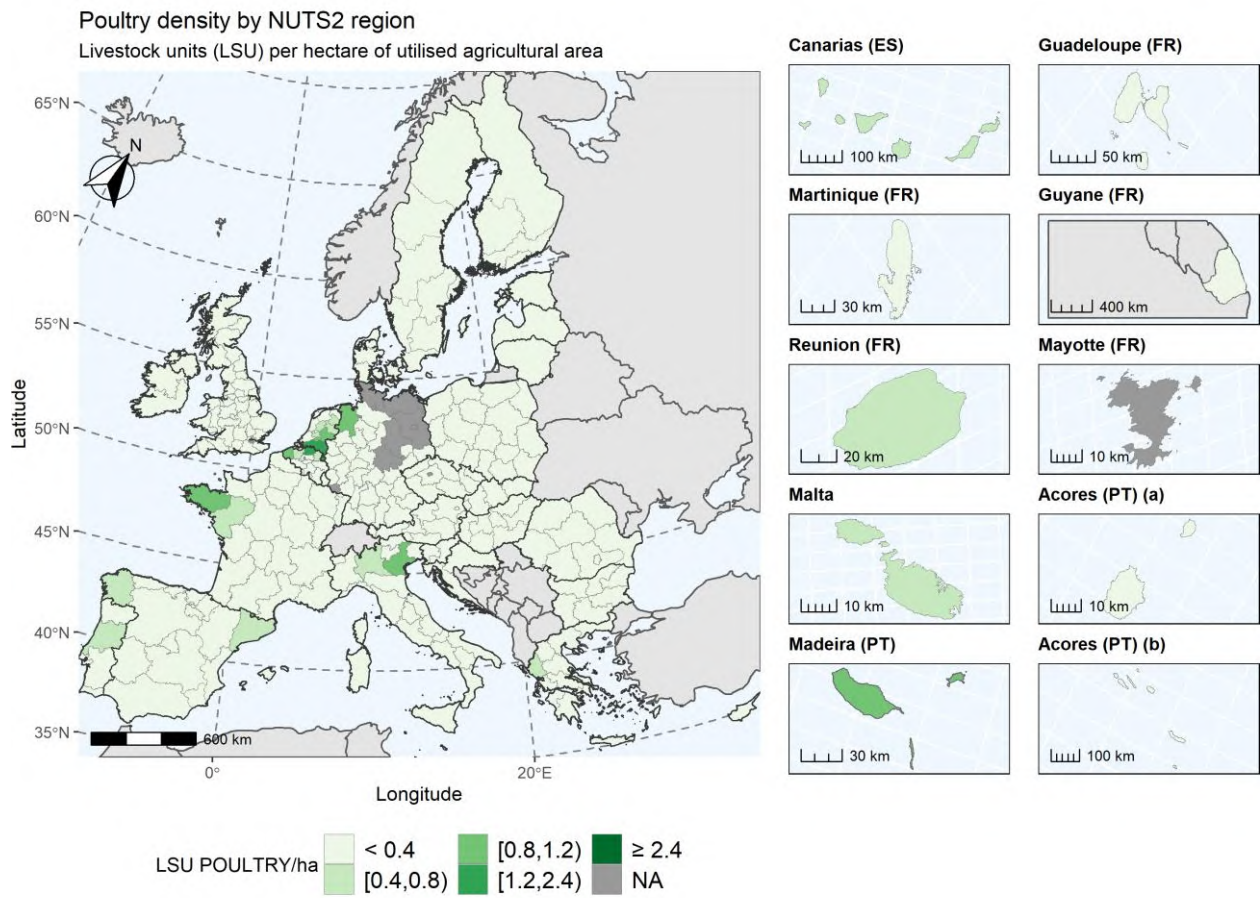 Poultry density by NUTS2 region
Livestock units (LSU) per hectare of utilised agricultural area
65°N
60°N
55°N
50°N
45°N
40°N
35°N
Latitude
N
600 km
0°
20°E
Longitude
Canarias (ES)
100 km
Guadeloupe (FR)
50 km
Martinique (FR)
30 km
Guyane (FR)
400 km
Reunion (FR)
20 km
Mayotte (FR)
10 km
Malta
10 km
Acores (PT) (a)
10 km
Madeira (PT)
30 km
Acores (PT) (b)
100 km
LSU POULTRY/ha
< 0.4
[0.8,1.2)
≥ 2.4
[0.4,0.8)
[1.2,2.4)
NA